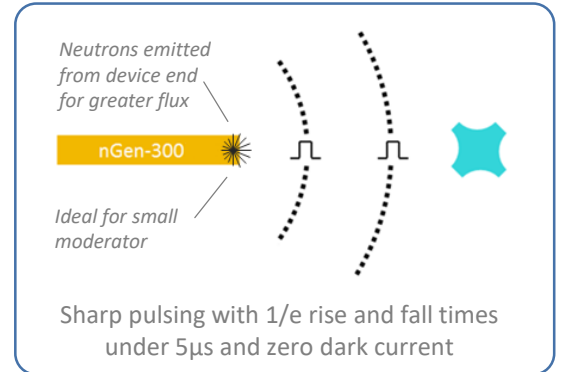 Neutrons emitted
from device end
for greater flux
nGen-300
Ideal for small
moderator
Sharp pulsing with 1/e rise and fall times
under 5µs and zero dark current